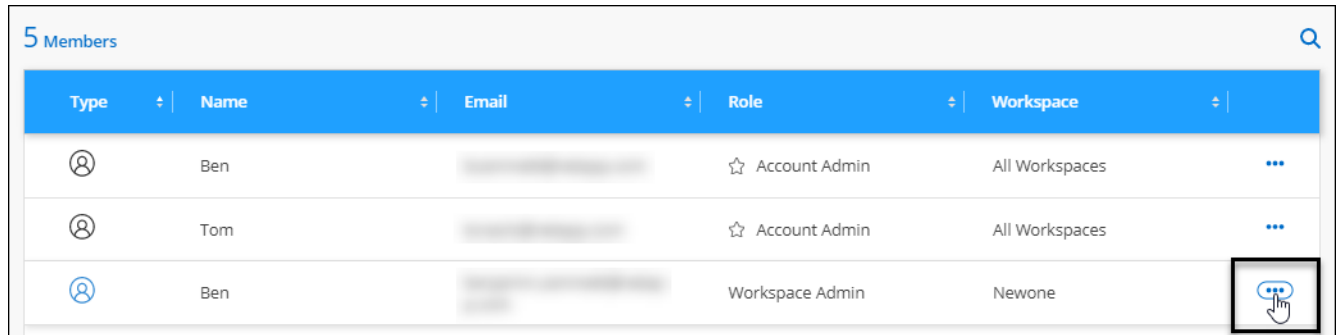 5 Members
Type Name Email Role Workspace
Ben Account Admin All Workspaces
Tom Account Admin All Workspaces
Ben Workspace Admin Newone